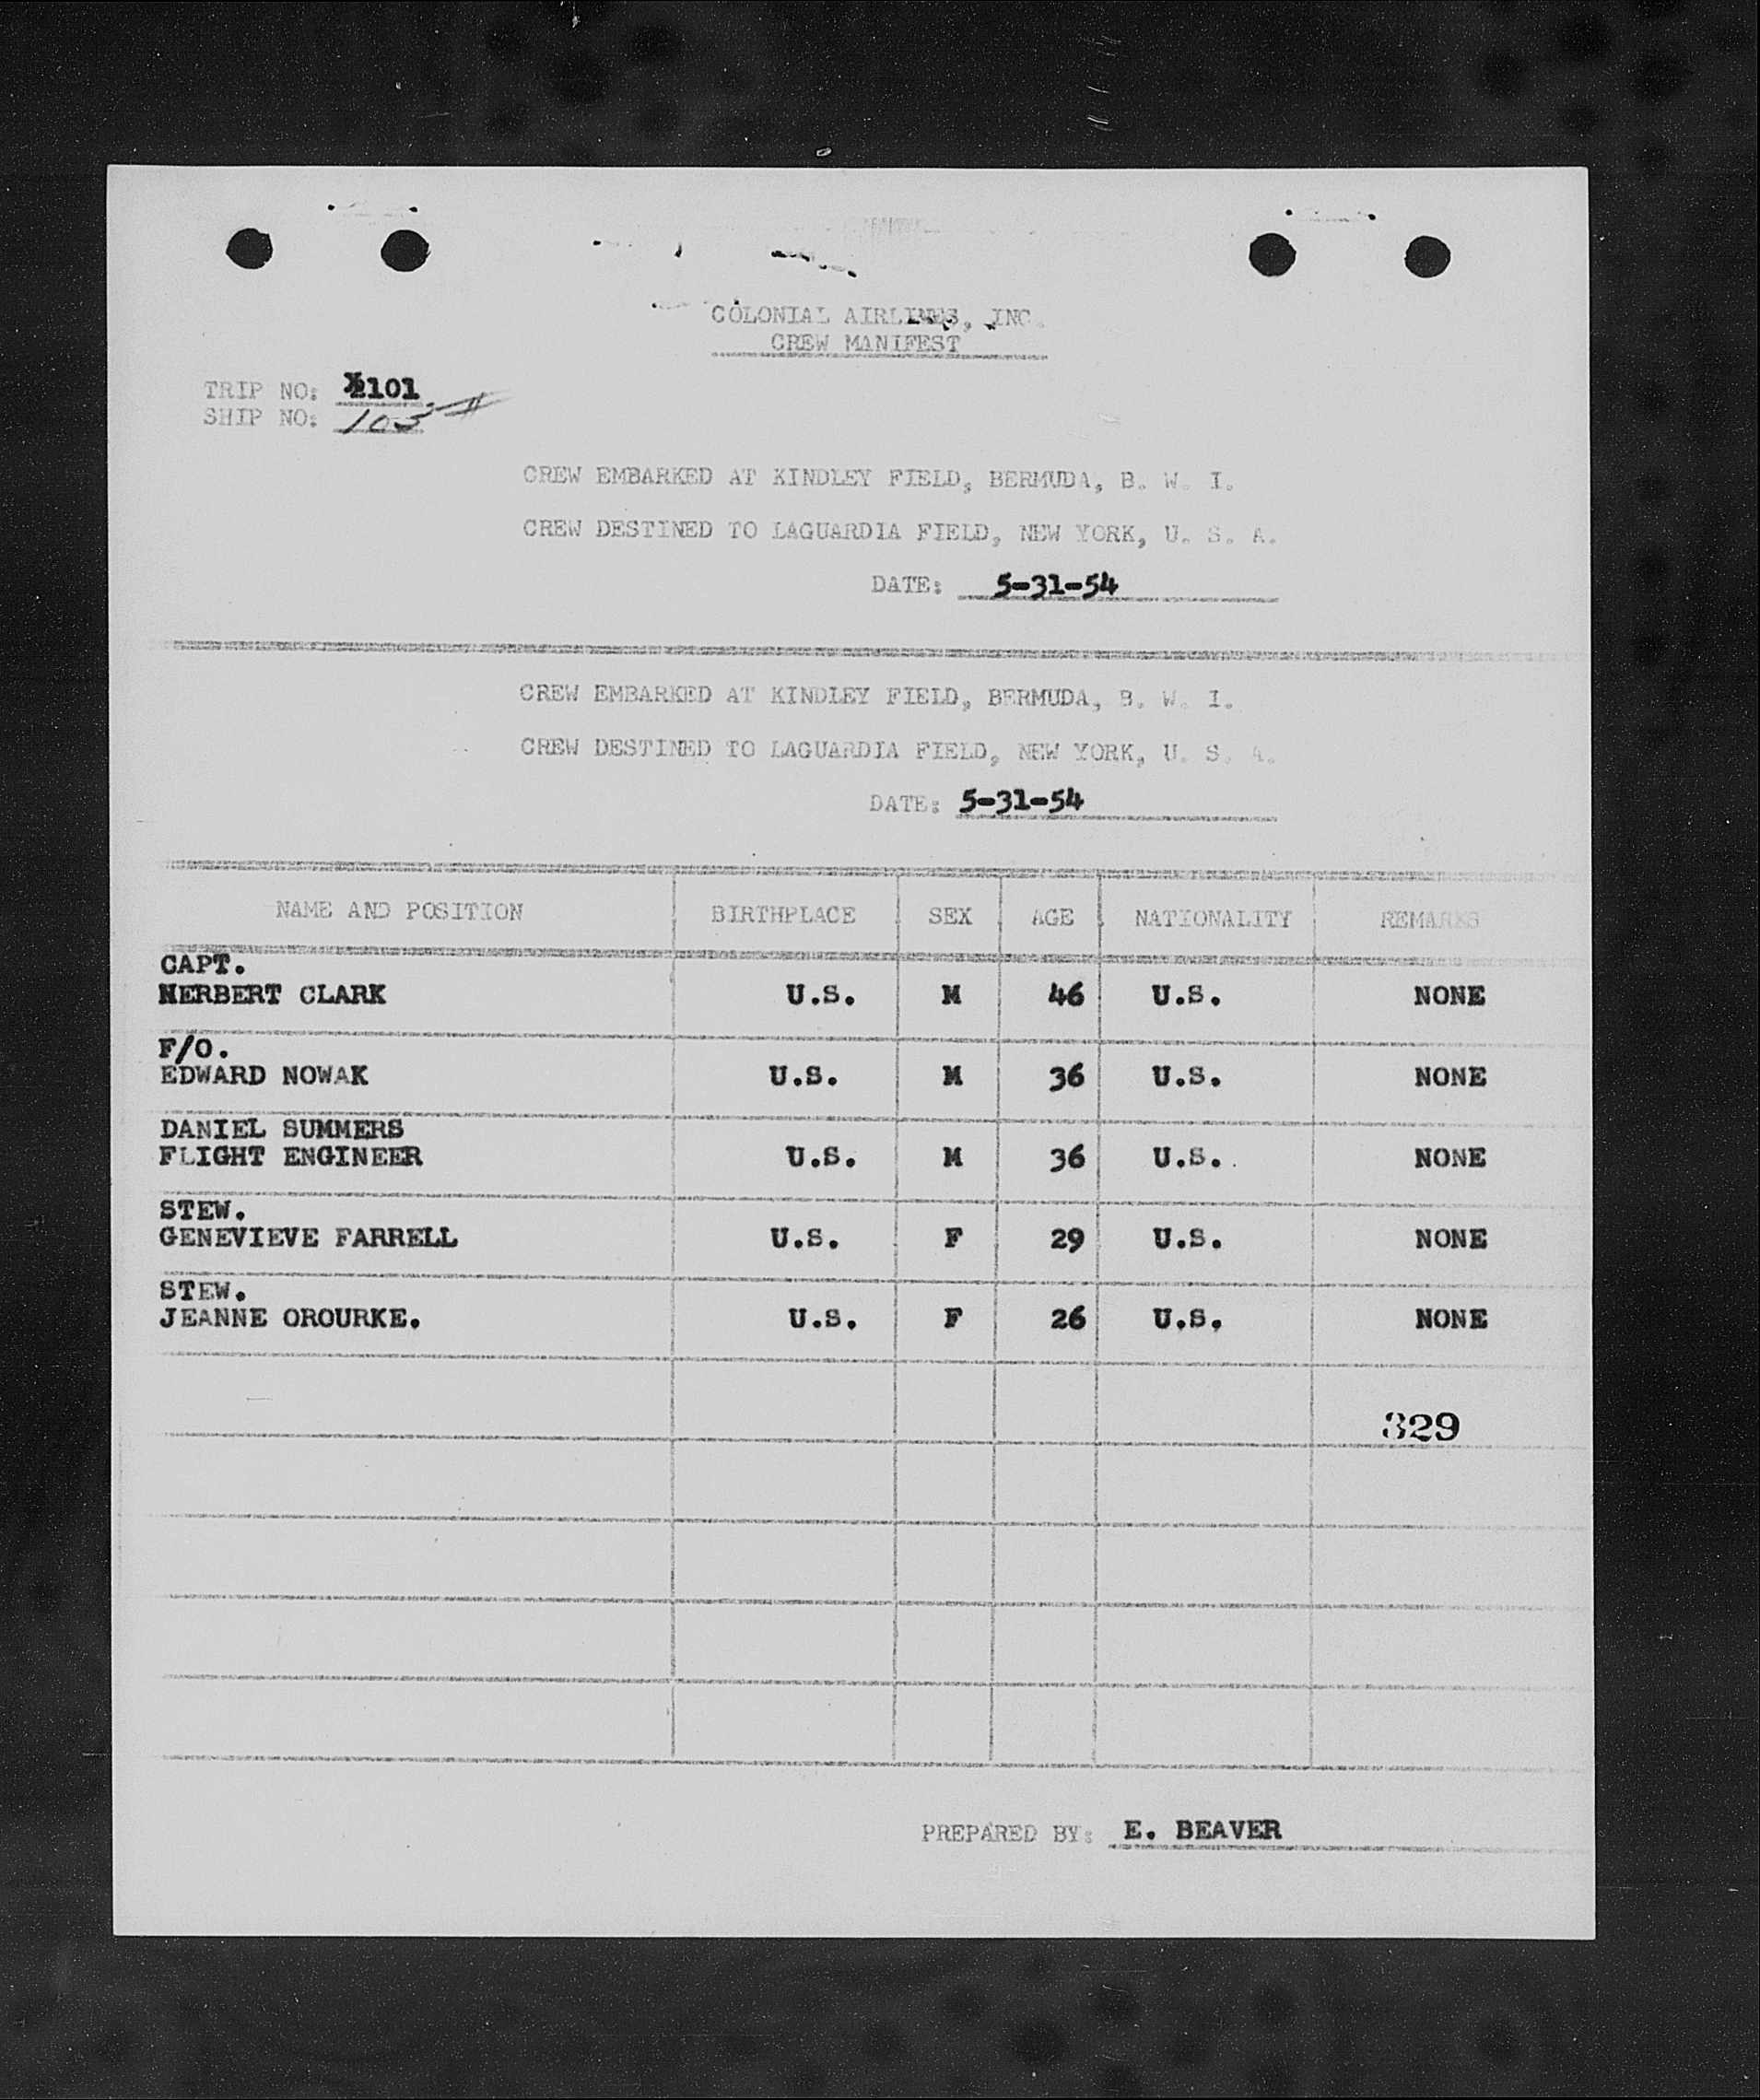 COLONIAL AIRLINES, INC.
CREW MANIFEST
TRIP NO: 2101
SHIP NO: 105
CREW EMBARKED AT KINDLEY FIELD, BERMUDA, B. W. I.
CREW DESTINED TO LAGUARDIA FIELD, NEW YORK, U. S. A.
DATE: 5-31-54
CREW EMBARKED AT KINDLEY FIELD, BERMUDA, B. W. I.
CREW DESTINED TO LAGUARDIA FIELD, NEW YORK, U. S. A.
DATE: 5-31-54
NAME AND POSITION BIRTHPLACE SEX AGE NATIONALITY REMARKS
CAPT.
HERBERT CLARK U.S. M 46 U.S. NONE
F/O.
EDWARD NOWAK U.S. M 36 U.S. NONE
DANIEL SUMMERS
FLIGHT ENGINEER U.S. M 36 U.S. NONE
STEW.
GENEVIEVE FARRELL U.S. F 29 U.S. NONE
STEW.
JEANNE OROURKE. U.S. F 26 U.S. NONE
329
PREPARED BY: E. BEAVER